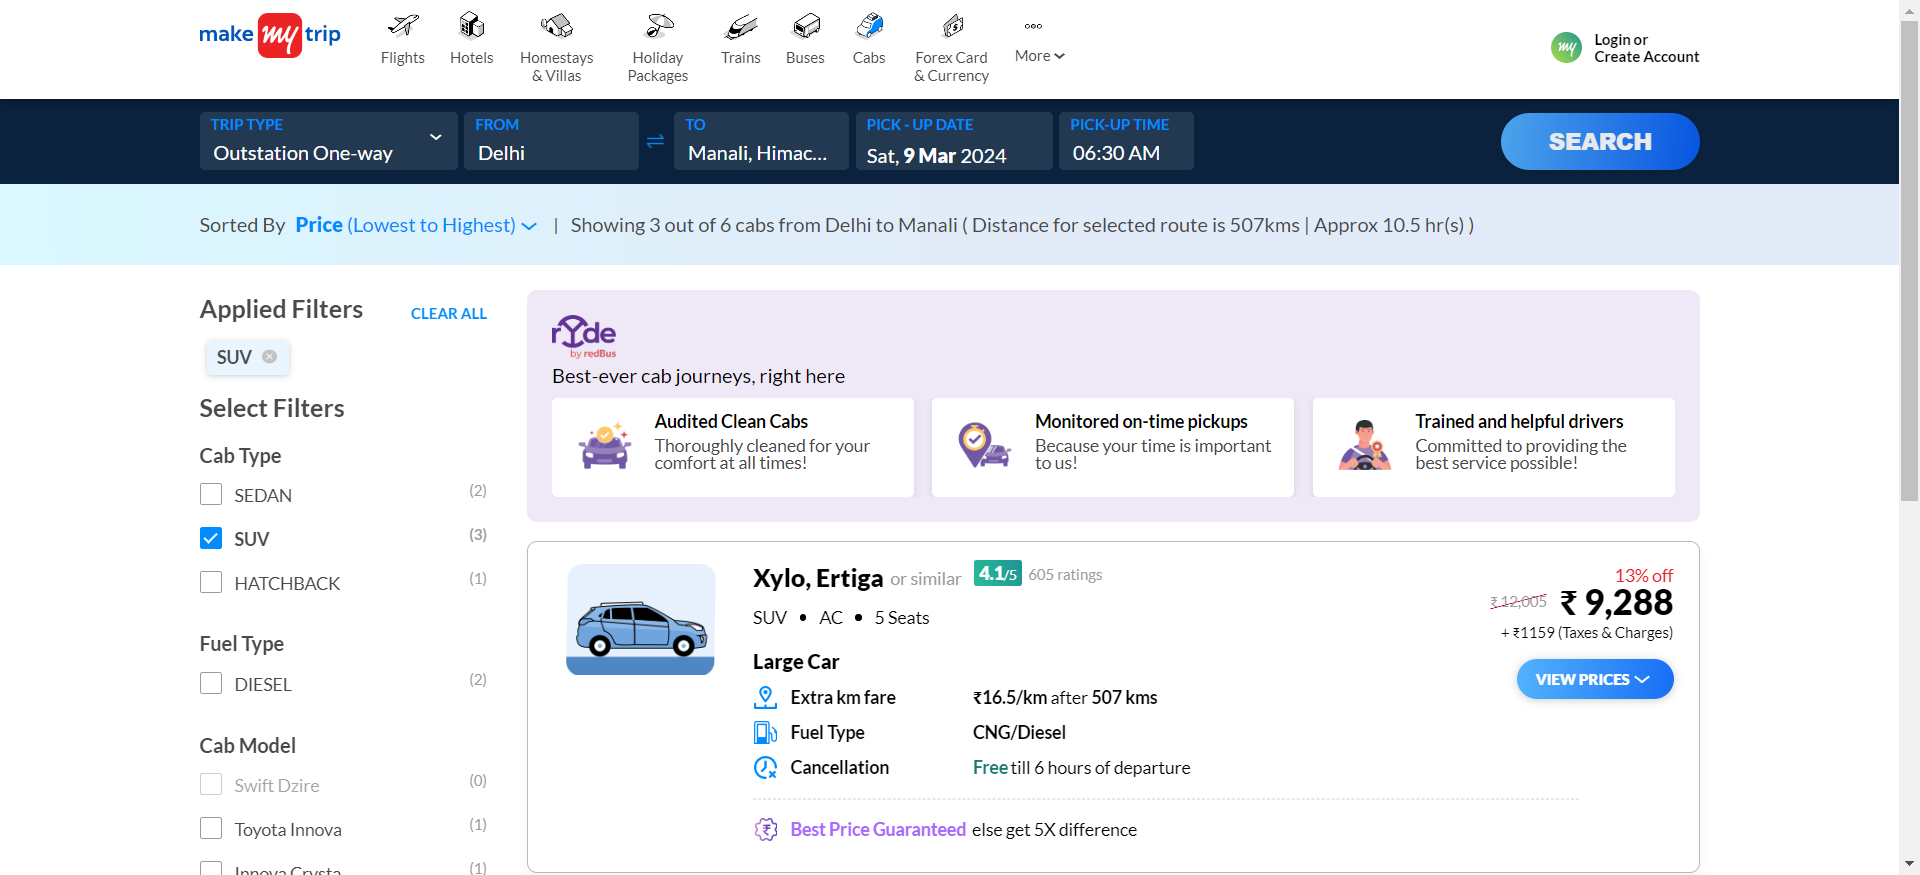 make my trip
Flights
Hotels
Homestays
& Villas
Holiday
Packages
Trains
Buses
Cabs
Forex Card
& Currency
More
my
Login or
Create Account
TRIP TYPE
Outstation One-way
FROM
Delhi
TO
Manali, Himac...
PICK - UP DATE
Sat, 9 Mar 2024
PICK-UP TIME
06:30 AM
SEARCH
Sorted By Price (Lowest to Highest) | Showing 3 out of 6 cabs from Delhi to Manali ( Distance for selected route is 507kms | Approx 10.5 hr(s) )
Applied Filters
CLEAR ALL
SUV
Select Filters
Cab Type
SEDAN (2)
SUV (3)
HATCHBACK (1)
Fuel Type
DIESEL (2)
Cab Model
Swift Dzire (0)
Toyota Innova (1)
Innova Crysta (1)
rYde
by redBus
Best-ever cab journeys, right here
Audited Clean Cabs
Thoroughly cleaned for your
comfort at all times!
Monitored on-time pickups
Because your time is important
to us!
Trained and helpful drivers
Committed to providing the
best service possible!
Xylo, Ertiga or similar 4.1/5 605 ratings
SUV • AC • 5 Seats
Large Car
Extra km fare ₹16.5/km after 507 kms
Fuel Type CNG/Diesel
Cancellation Free till 6 hours of departure
Best Price Guaranteed else get 5X difference
13% off
₹ 12,005 ₹ 9,288
+ ₹1159 (Taxes & Charges)
VIEW PRICES